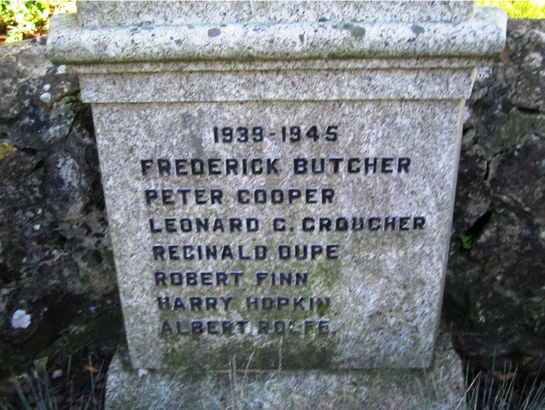 1939-1945
FREDERICK BUTCHER
PETER COOPER
LEONARD C. CROUCHER
REGINALD DUPE
ROBERT FINN
HARRY HOPKIN
ALBERT ROLFE.